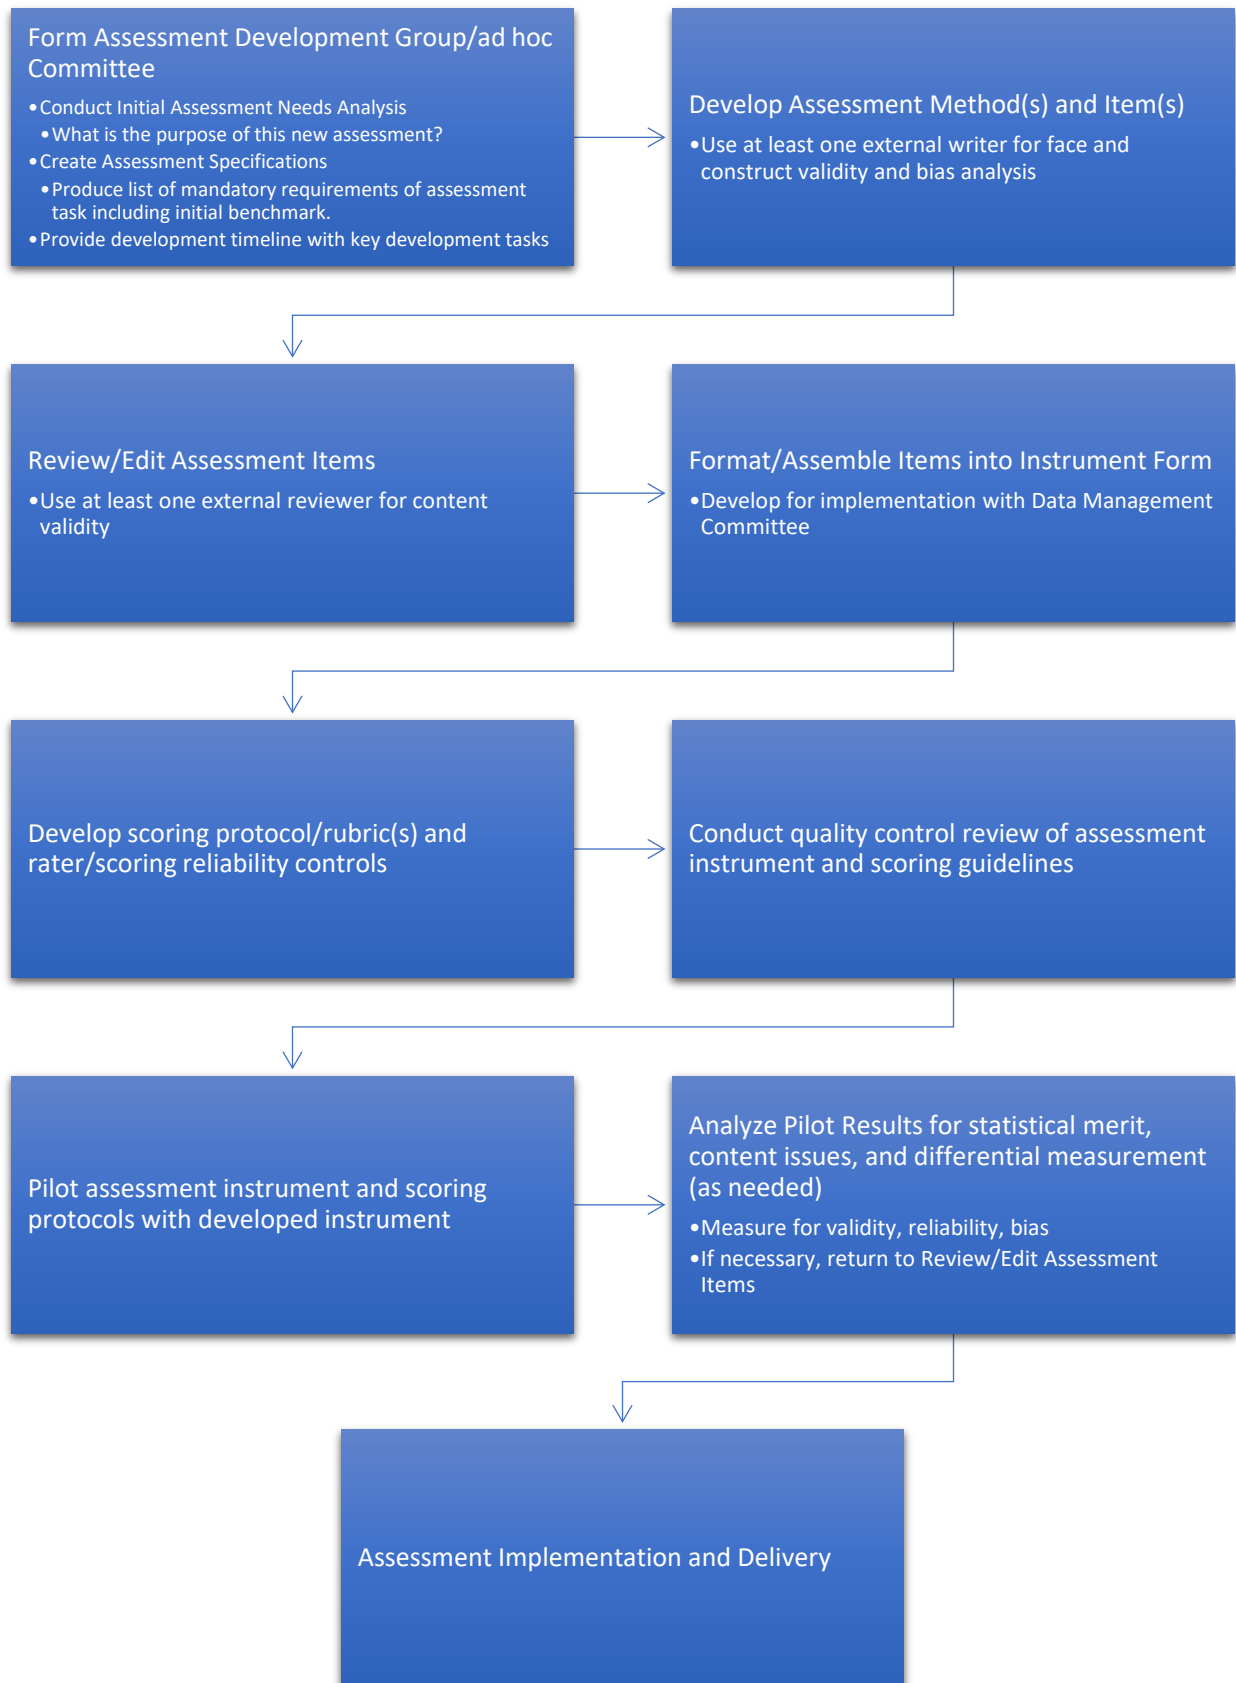 Form Assessment Development Group/ad hoc
Committee
•Conduct Initial Assessment Needs Analysis
•What is the purpose of this new assessment?
•Create Assessment Specifications
•Produce list of mandatory requirements of assessment
task including initial benchmark.
•Provide development timeline with key development tasks
Develop Assessment Method(s) and Item(s)
•Use at least one external writer for face and
construct validity and bias analysis
Review/Edit Assessment Items
•Use at least one external reviewer for content
validity
Format/Assemble Items into Instrument Form
•Develop for implementation with Data Management
Committee
Develop scoring protocol/rubric(s) and
rater/scoring reliability controls
Conduct quality control review of assessment
instrument and scoring guidelines
Pilot assessment instrument and scoring
protocols with developed instrument
Analyze Pilot Results for statistical merit,
content issues, and differential measurement
(as needed)
•Measure for validity, reliability, bias
•If necessary, return to Review/Edit Assessment
Items
Assessment Implementation and Delivery